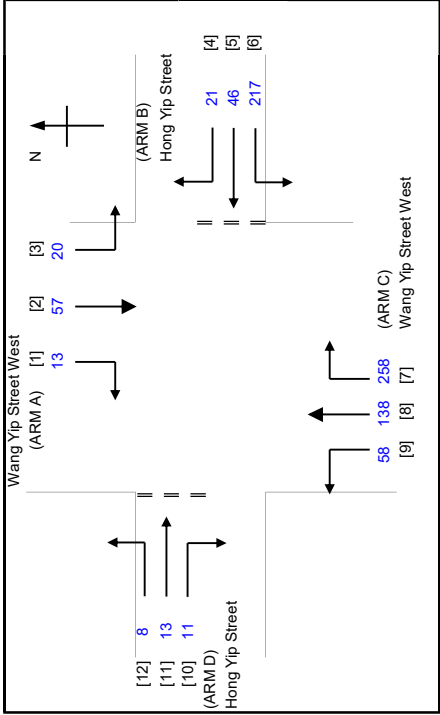 Wang Yip Street West
(ARM A)
[1] [2] [3]
13 57 20
N
(ARM B)
Hong Yip Street
[4]
[5]
[6]
21
46
217
[12] 8
[11] 13
[10] 11
(ARM D)
Hong Yip Street
58 138 258
[9] [8] [7]
(ARM C)
Wang Yip Street West